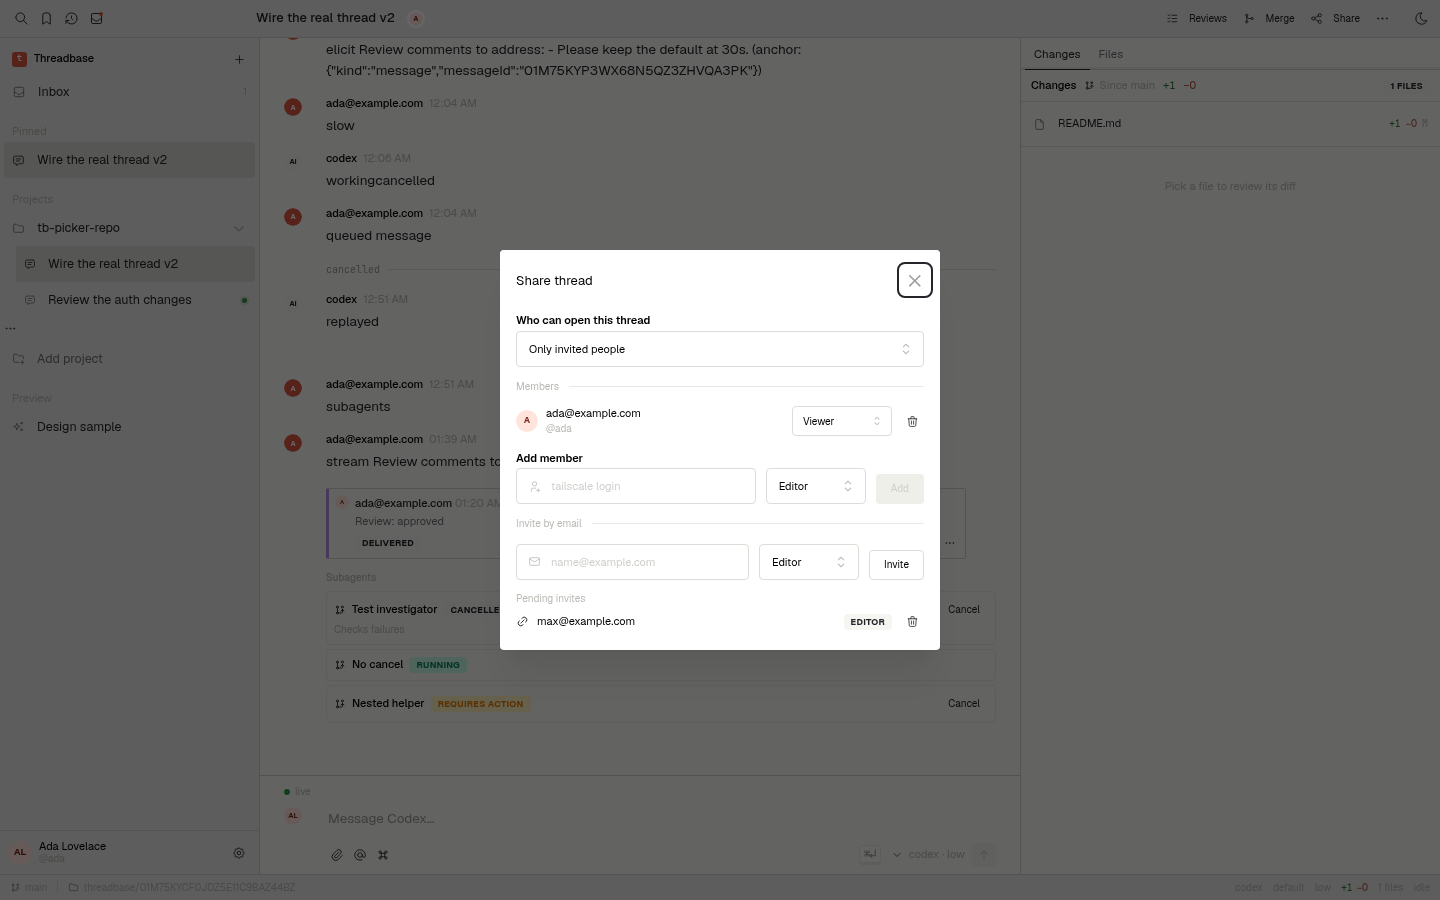 Wire the real thread v2
A
Reviews
Merge
Share
Threadbase
Inbox
1
Pinned
Wire the real thread v2
Projects
tb-picker-repo
Wire the real thread v2
Review the auth changes
Add project
Preview
Design sample
AL
Ada Lovelace
@ada
elicit Review comments to address: - Please keep the default at 30s. (anchor:
{"kind":"message","messageId":"01M75KYP3WX68N5QZ3ZHVQA3PK"})
A
ada@example.com 12:04 AM
slow
AI
codex 12:06 AM
workingcancelled
A
ada@example.com 12:04 AM
queued message
cancelled
AI
codex 12:51 AM
replayed
A
ada@example.com 12:51 AM
subagents
A
ada@example.com 01:39 AM
stream Review comments to
A
ada@example.com 01:20 AM
Review: approved
DELIVERED
Subagents
Test investigator CANCELLE
Cancel
Checks failures
No cancel RUNNING
Nested helper REQUIRES ACTION
Cancel
live
AL
Message Codex...
codex · low
Share thread
Who can open this thread
Only invited people
Members
A
ada@example.com
@ada
Viewer
Add member
tailscale login
Editor
Add
Invite by email
name@example.com
Editor
Invite
Pending invites
max@example.com
EDITOR
Changes
Files
Changes
Since main +1 −0
1 FILES
README.md
+1 −0 M
Pick a file to review its diff
main
codex default low +1 −0 1 files idle